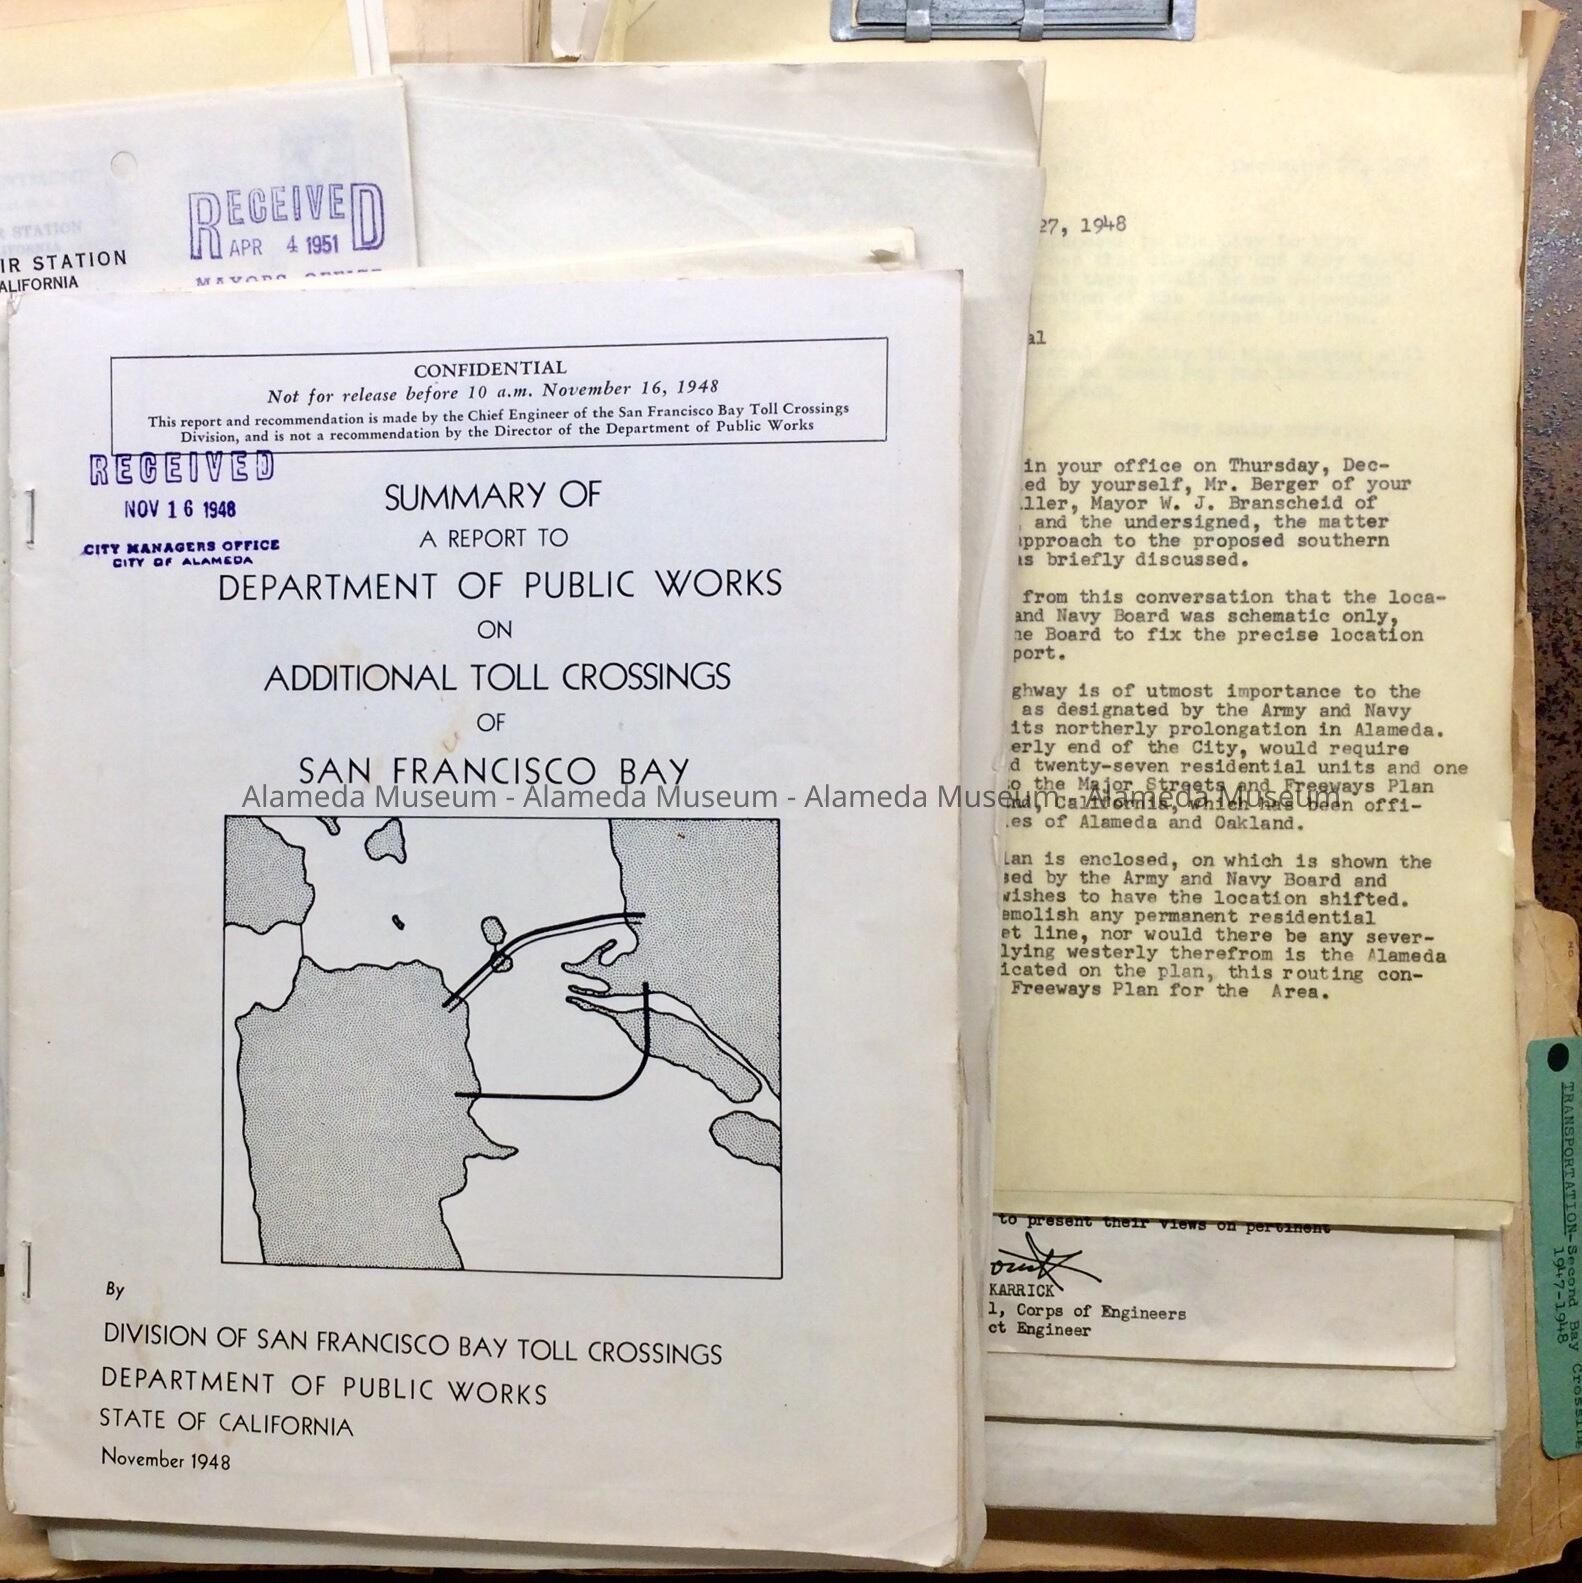 IR STATION
ALIFORNIA
RECEIVED
APR 4 1951
MAYORS OFFICE
CONFIDENTIAL
Not for release before 10 a.m. November 16, 1948
This report and recommendation is made by the Chief Engineer of the San Francisco Bay Toll Crossings
Division, and is not a recommendation by the Director of the Department of Public Works
RECEIVED
NOV 16 1948
CITY MANAGERS OFFICE
CITY OF ALAMEDA
SUMMARY OF
A REPORT TO
DEPARTMENT OF PUBLIC WORKS
ON
ADDITIONAL TOLL CROSSINGS
OF
SAN FRANCISCO BAY
Alameda Museum - Alameda Museum - Alameda Museum - Alameda Museum
By
DIVISION OF SAN FRANCISCO BAY TOLL CROSSINGS
DEPARTMENT OF PUBLIC WORKS
STATE OF CALIFORNIA
November 1948
27, 1948
al
in your office on Thursday, Dec-
ed by yourself, Mr. Berger of your
ller, Mayor W. J. Branscheid of
, and the undersigned, the matter
approach to the proposed southern
as briefly discussed.
from this conversation that the loca-
and Navy Board was schematic only,
he Board to fix the precise location
port.
ghway is of utmost importance to the
as designated by the Army and Navy
its northerly prolongation in Alameda.
erly end of the City, would require
d twenty-seven residential units and one
to the Major Streets and Freeways Plan
nd, California, which has been offi-
es of Alameda and Oakland.
lan is enclosed, on which is shown the
sed by the Army and Navy Board and
wishes to have the location shifted.
emolish any permanent residential
et line, nor would there be any sever-
lying westerly therefrom is the Alameda
icated on the plan, this routing con-
Freeways Plan for the Area.
to present their views on pertinent
KARRICK
l, Corps of Engineers
ct Engineer
TRANSPORTATION-Second Bay Crossing
1947-1948